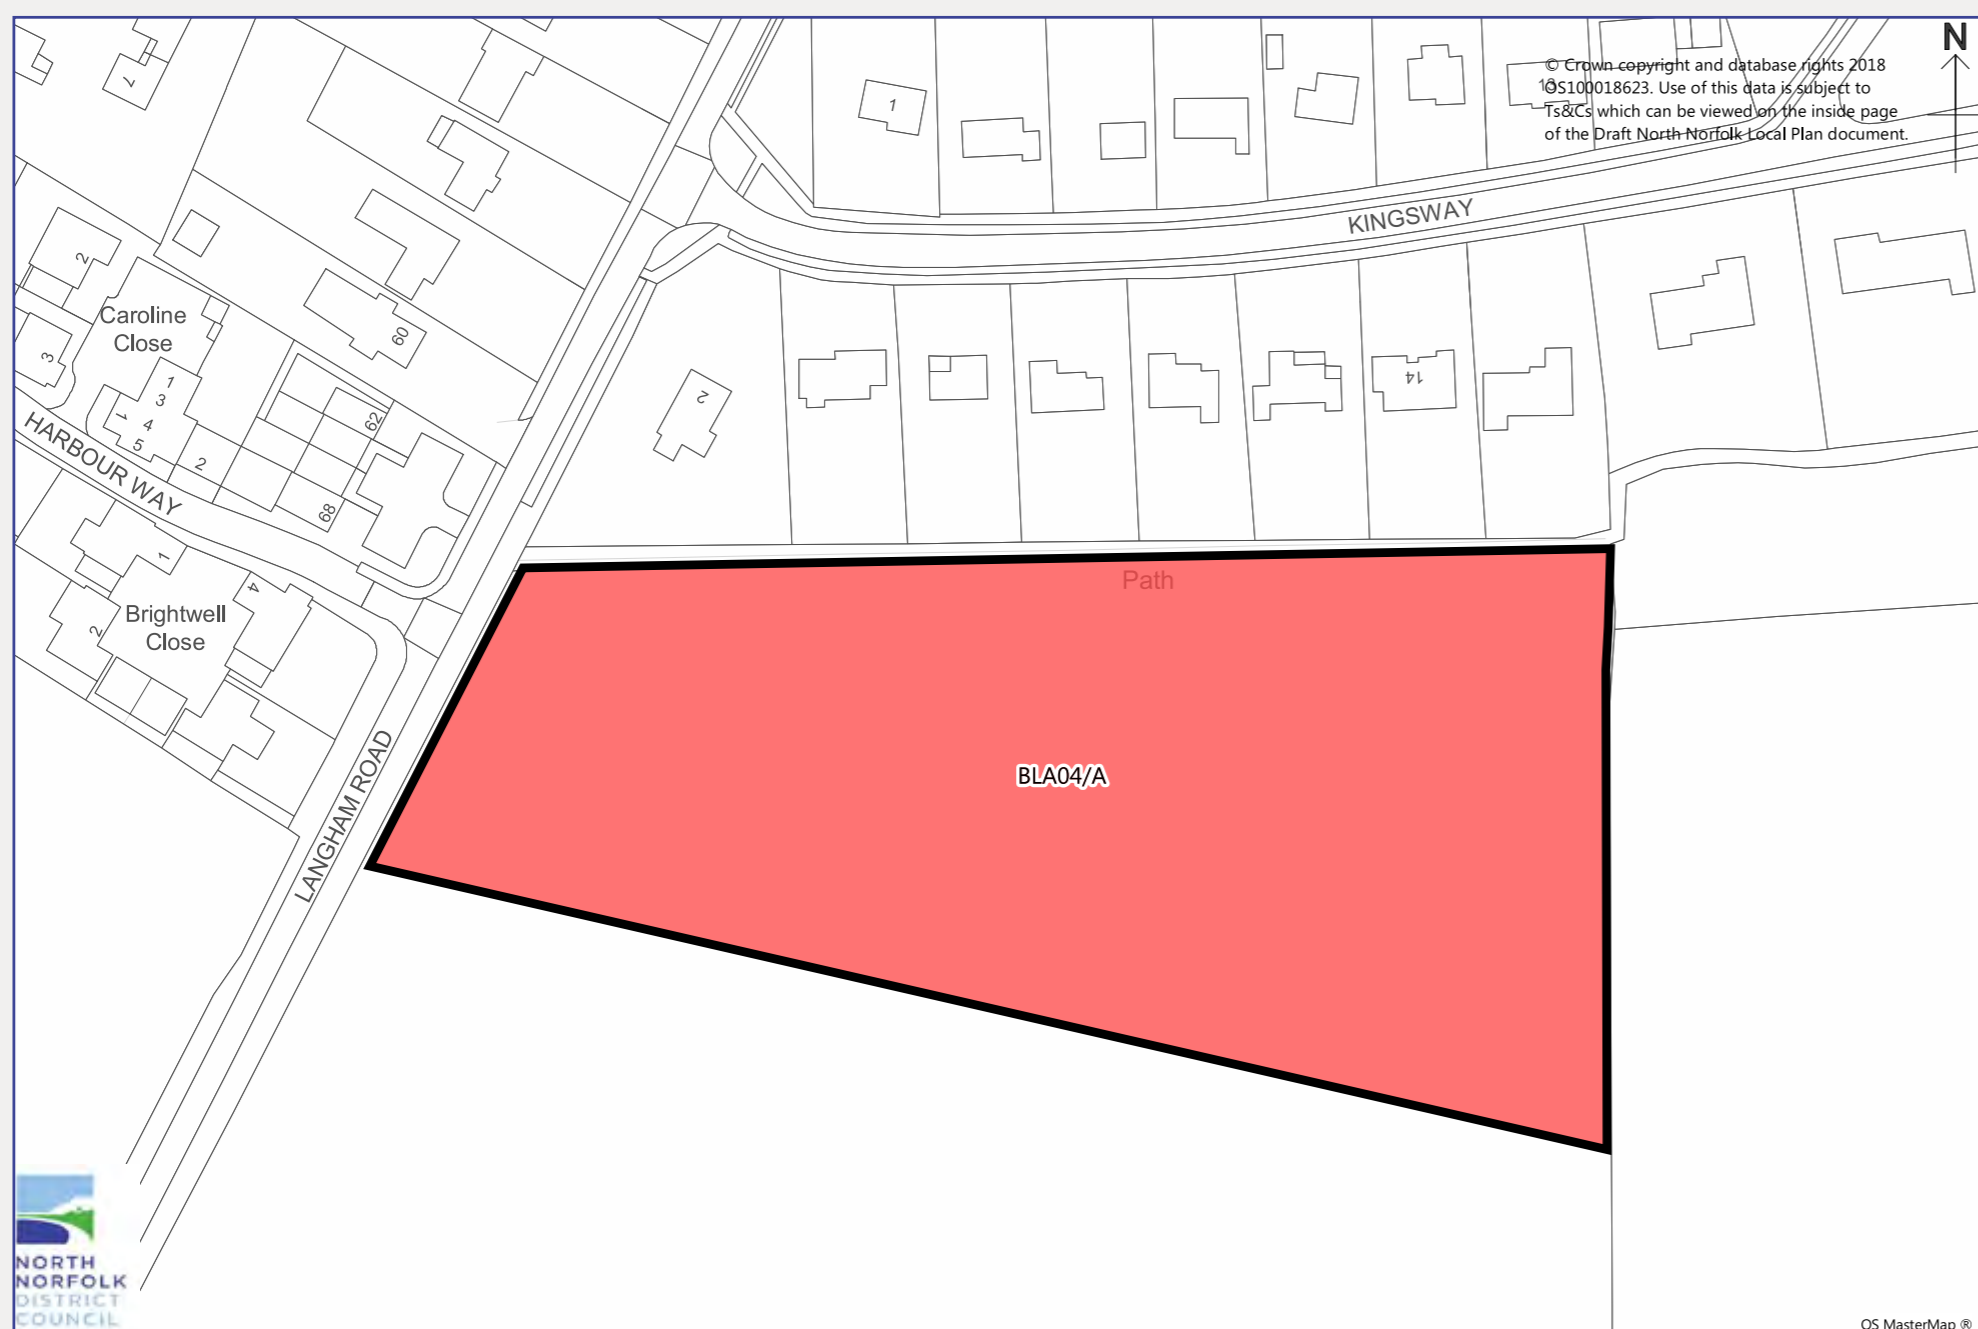 N
© Crown copyright and database rights 2018
OS100018623. Use of this data is subject to
Ts&Cs which can be viewed on the inside page
of the Draft North Norfolk Local Plan document.
7
1
13
KINGSWAY
2
Caroline
Close
3
60
1
3
1
4
5
2
62
68
2
14
HARBOUR WAY
1
4
2
Brightwell
Close
Path
BLA04/A
LANGHAM ROAD
NORTH
NORFOLK
DISTRICT
COUNCIL
OS MasterMap ®